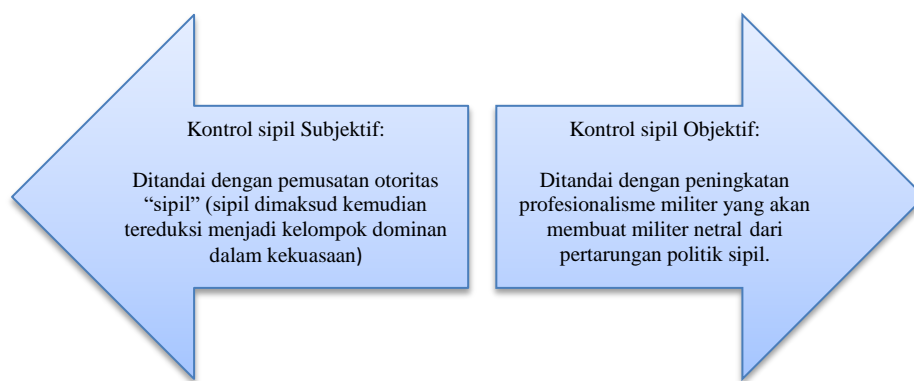 Kontrol sipil Subjektif:
Ditandai dengan pemusatan otoritas
“sipil” (sipil dimaksud kemudian
tereduksi menjadi kelompok dominan
dalam kekuasaan)
Kontrol sipil Objektif:
Ditandai dengan peningkatan
profesionalisme militer yang akan
membuat militer netral dari
pertarungan politik sipil.